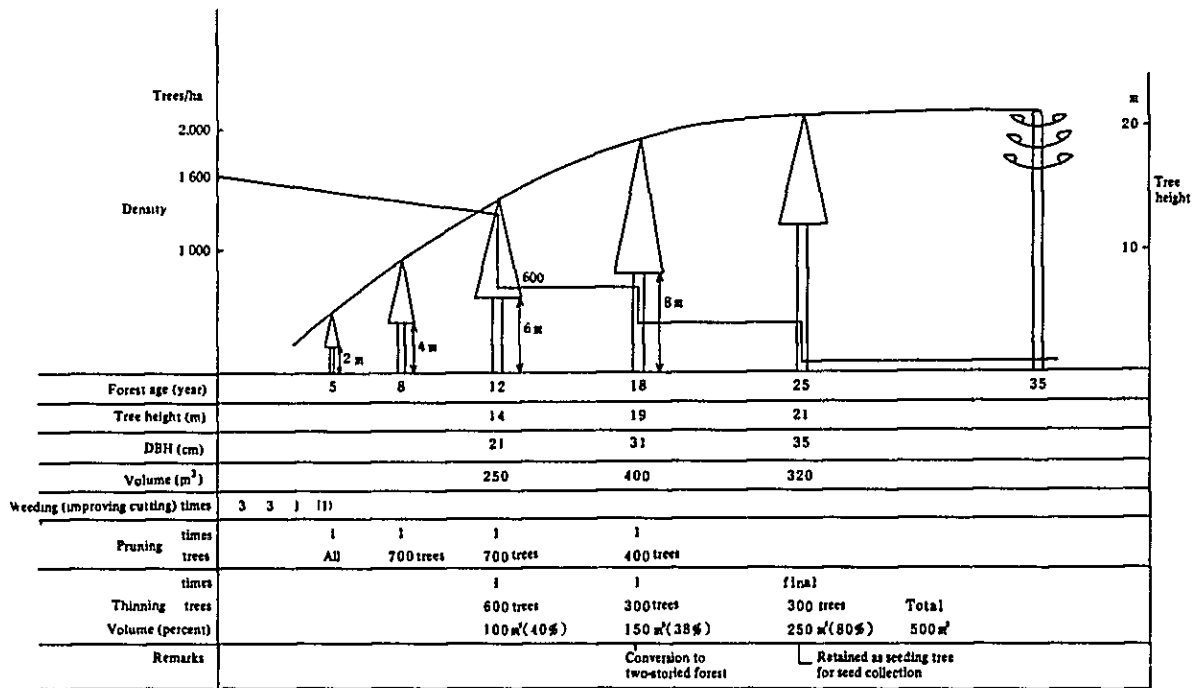 Trees/ha
m
2.000
20
1 600
Tree height
Density
1 000
10
600
8 m
6 m
4 m
2 m
Forest age (year) 5 8 12 18 25 35
Tree height (m) 14 19 21
DBH (cm) 21 31 35
Volume (m³) 250 400 320
Weeding (improving cutting) times 3 3 1 (1)
Pruning times 1 1 1 1
trees All 700 trees 700 trees 400 trees
times 1 1 final
Thinning trees 600 trees 300 trees 300 trees Total
Volume (percent) 100 m³ (40%) 150 m³ (38%) 250 m³ (80%) 500 m³
Remarks Conversion to Retained as seeding tree
two-storied forest for seed collection